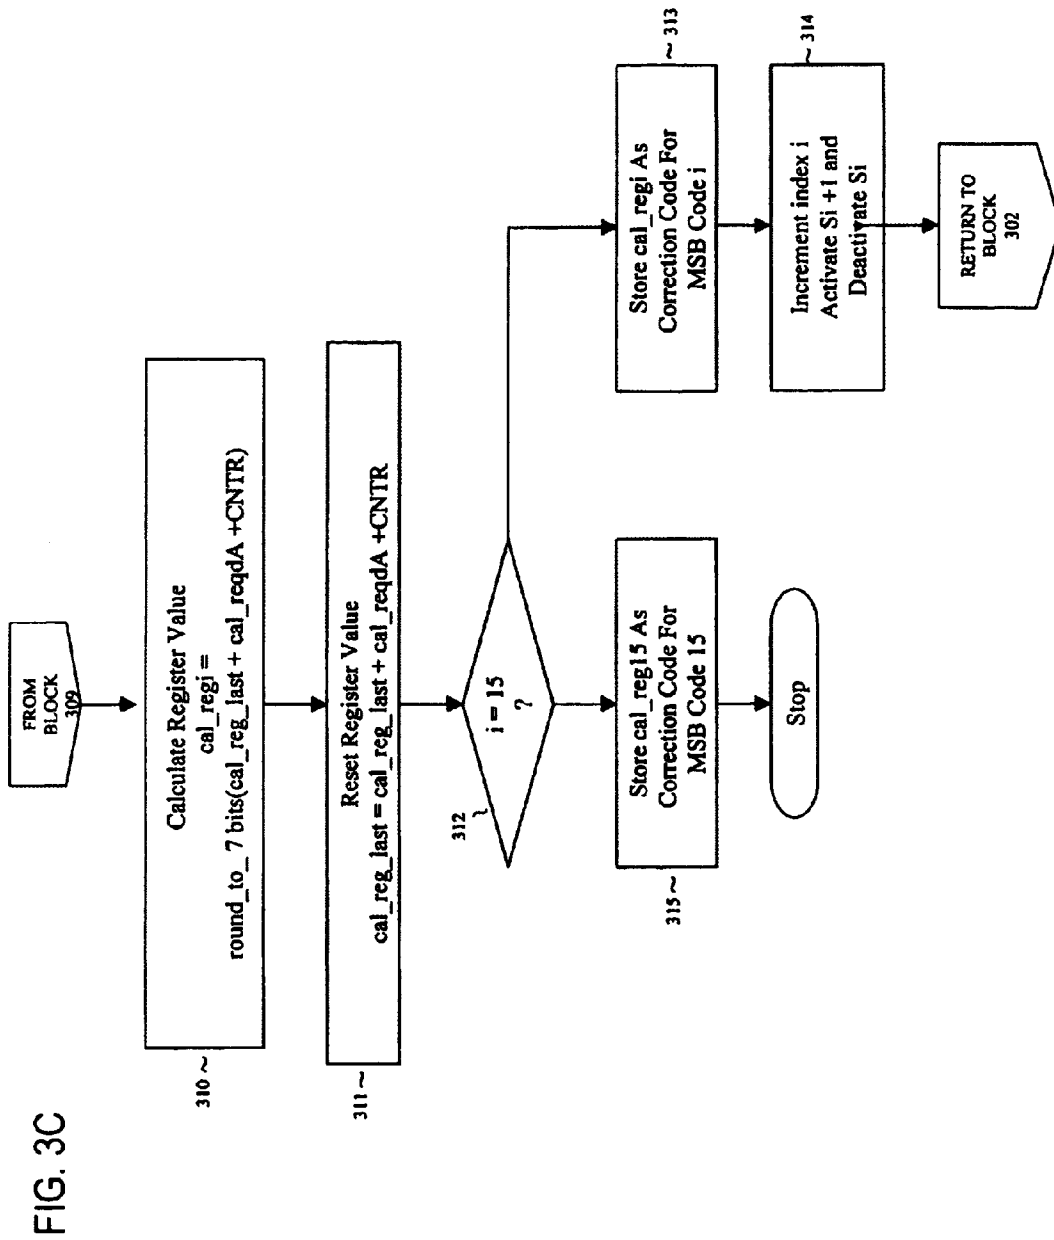 FIG. 3C
FROM
BLOCK
309
310 ~
Calculate Register Value
cal_regi =
round_to_ 7 bits(cal_reg_last + cal_reqdA +CNTR)
311 ~
Reset Register Value
cal_reg_last = cal_reg_last + cal_reqdA +CNTR
312 ~
i = 15
?
315 ~
Store cal_reg15 As
Correction Code For
MSB Code 15
Stop
~ 313
Store cal_regi As
Correction Code For
MSB Code i
~ 314
Increment index i
Activate Si +1 and
Deactivate Si
RETURN TO
BLOCK
302